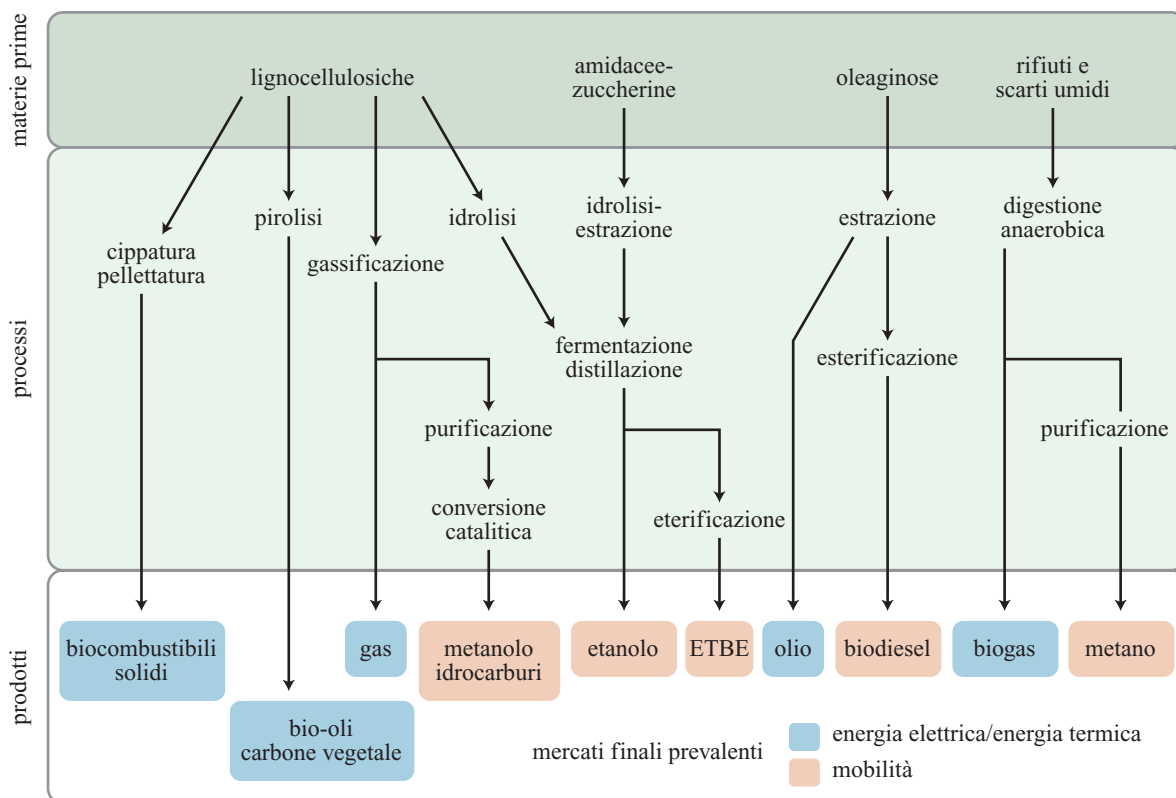 materie prime
lignocellulosiche
amidacee-
zuccherine
oleaginose
rifiuti e
scarti umidi
processi
cippatura
pellettatura
pirolisi
gassificazione
idrolisi
idrolisi-
estrazione
estrazione
digestione
anaerobica
fermentazione
distillazione
esterificazione
purificazione
purificazione
conversione
catalitica
eterificazione
prodotti
biocombustibili
solidi
bio-oli
carbone vegetale
gas
metanolo
idrocarburi
etanolo
ETBE
olio
biodiesel
biogas
metano
mercati finali prevalenti
energia elettrica/energia termica
mobilità